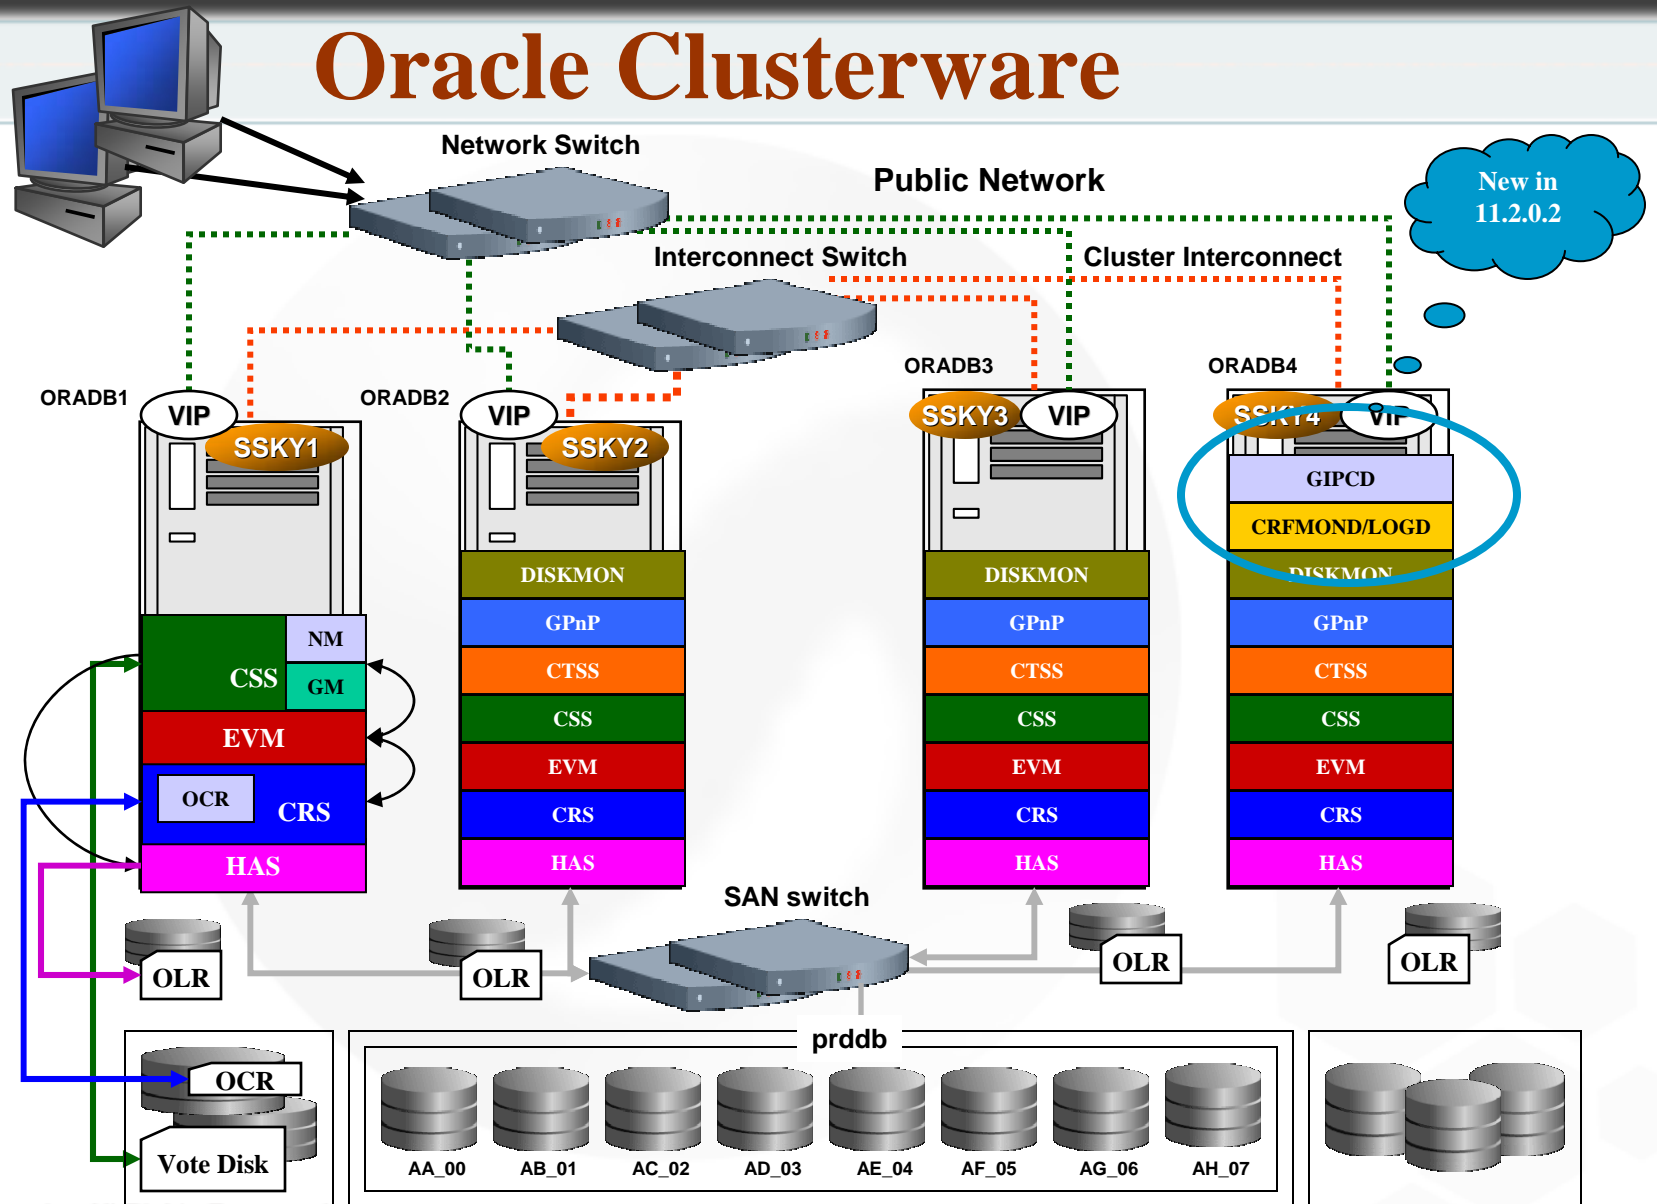 Oracle Clusterware
Network Switch
Public Network
New in
11.2.0.2
Interconnect Switch
Cluster Interconnect
ORADB1
ORADB2
ORADB3
ORADB4
VIP
SSKY1
VIP
SSKY2
SSKY3
VIP
SSKY4
VIP
GIPCD
CRFMOND/LOGD
DISKMON
DISKMON
DISKMON
GPnP
GPnP
GPnP
NM
CSS
GM
CTSS
CTSS
CTSS
CSS
CSS
CSS
EVM
EVM
EVM
EVM
OCR
CRS
CRS
CRS
CRS
HAS
HAS
HAS
HAS
SAN switch
OLR
OLR
OLR
OLR
prddb
OCR
Vote Disk
AA_00
AB_01
AC_02
AD_03
AE_04
AF_05
AG_06
AH_07